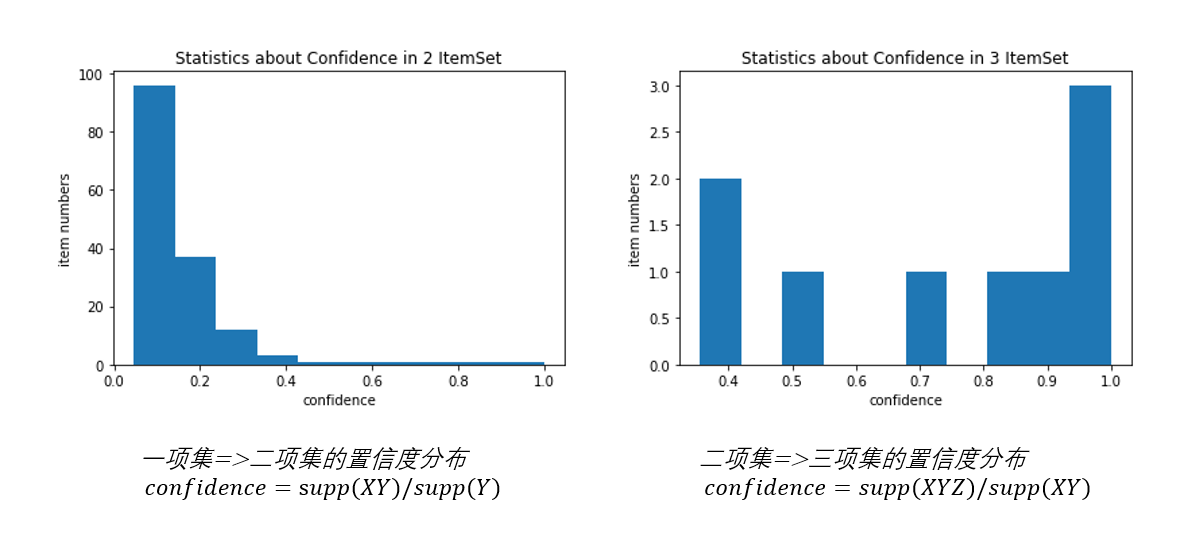 Statistics about Confidence in 2 ItemSet
100
80
60
40
20
0
item numbers
0.0 0.2 0.4 0.6 0.8 1.0
confidence
一项集=>二项集的置信度分布
confidence = supp(XY)/supp(Y)
Statistics about Confidence in 3 ItemSet
3.0
2.5
2.0
1.5
1.0
0.5
0.0
item numbers
0.4 0.5 0.6 0.7 0.8 0.9 1.0
confidence
二项集=>三项集的置信度分布
confidence = supp(XYZ)/supp(XY)